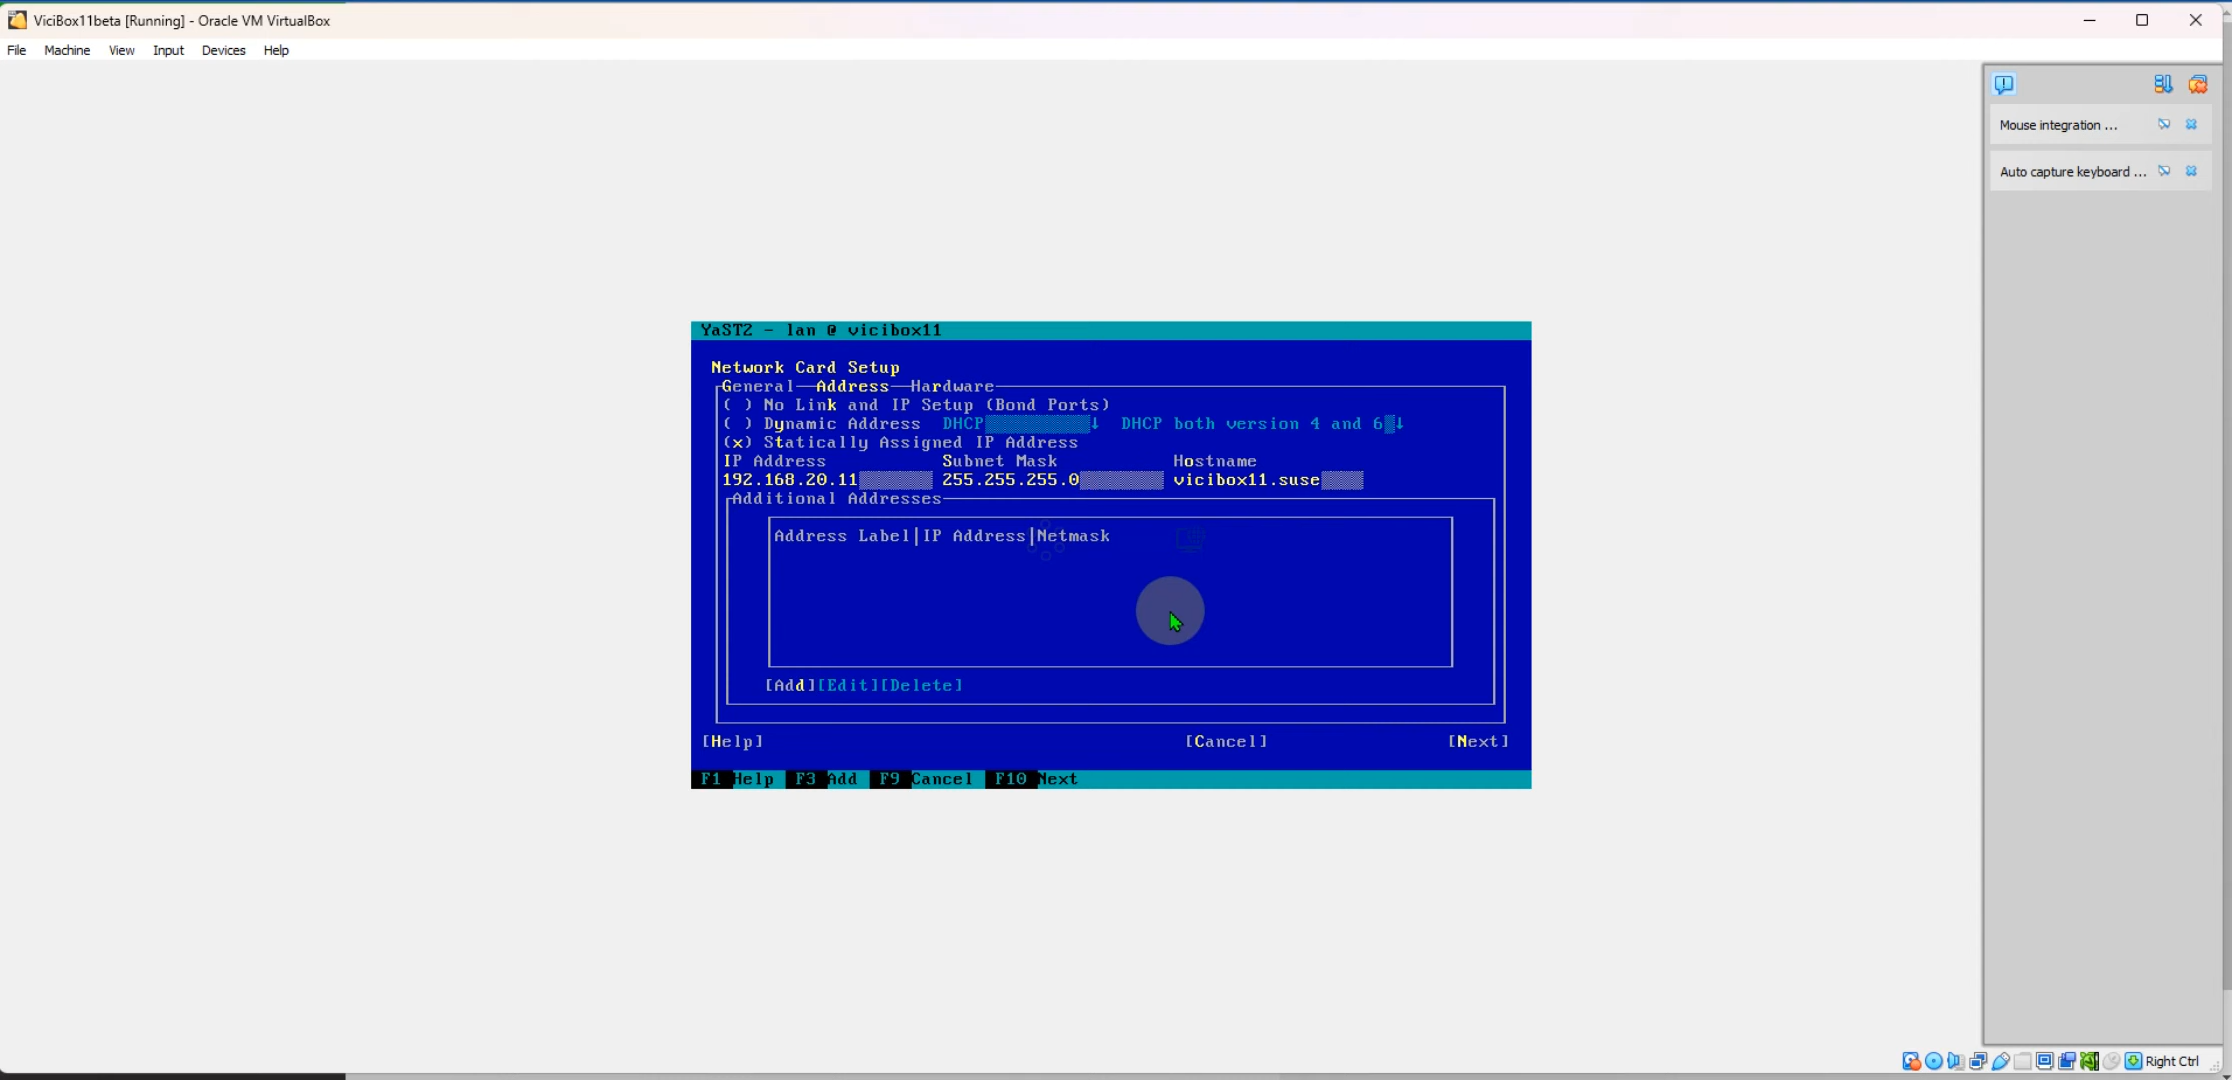 ViciBox11beta [Running] - Oracle VM VirtualBox
File Machine View Input Devices Help
Mouse integration ...
Auto capture keyboard ...
YaST2 - lan @ vicibox11
Network Card Setup
General Address Hardware
( ) No Link and IP Setup (Bond Ports)
( ) Dynamic Address DHCP↓ DHCP both version 4 and 6↓
(x) Statically Assigned IP Address
IP Address Subnet Mask Hostname
192.168.20.11 255.255.255.0 vicibox11.suse
Additional Addresses
Address Label|IP Address|Netmask
[Add][Edit][Delete]
[Help] [Cancel] [Next]
F1 Help F3 Add F9 Cancel F10 Next
Right Ctrl